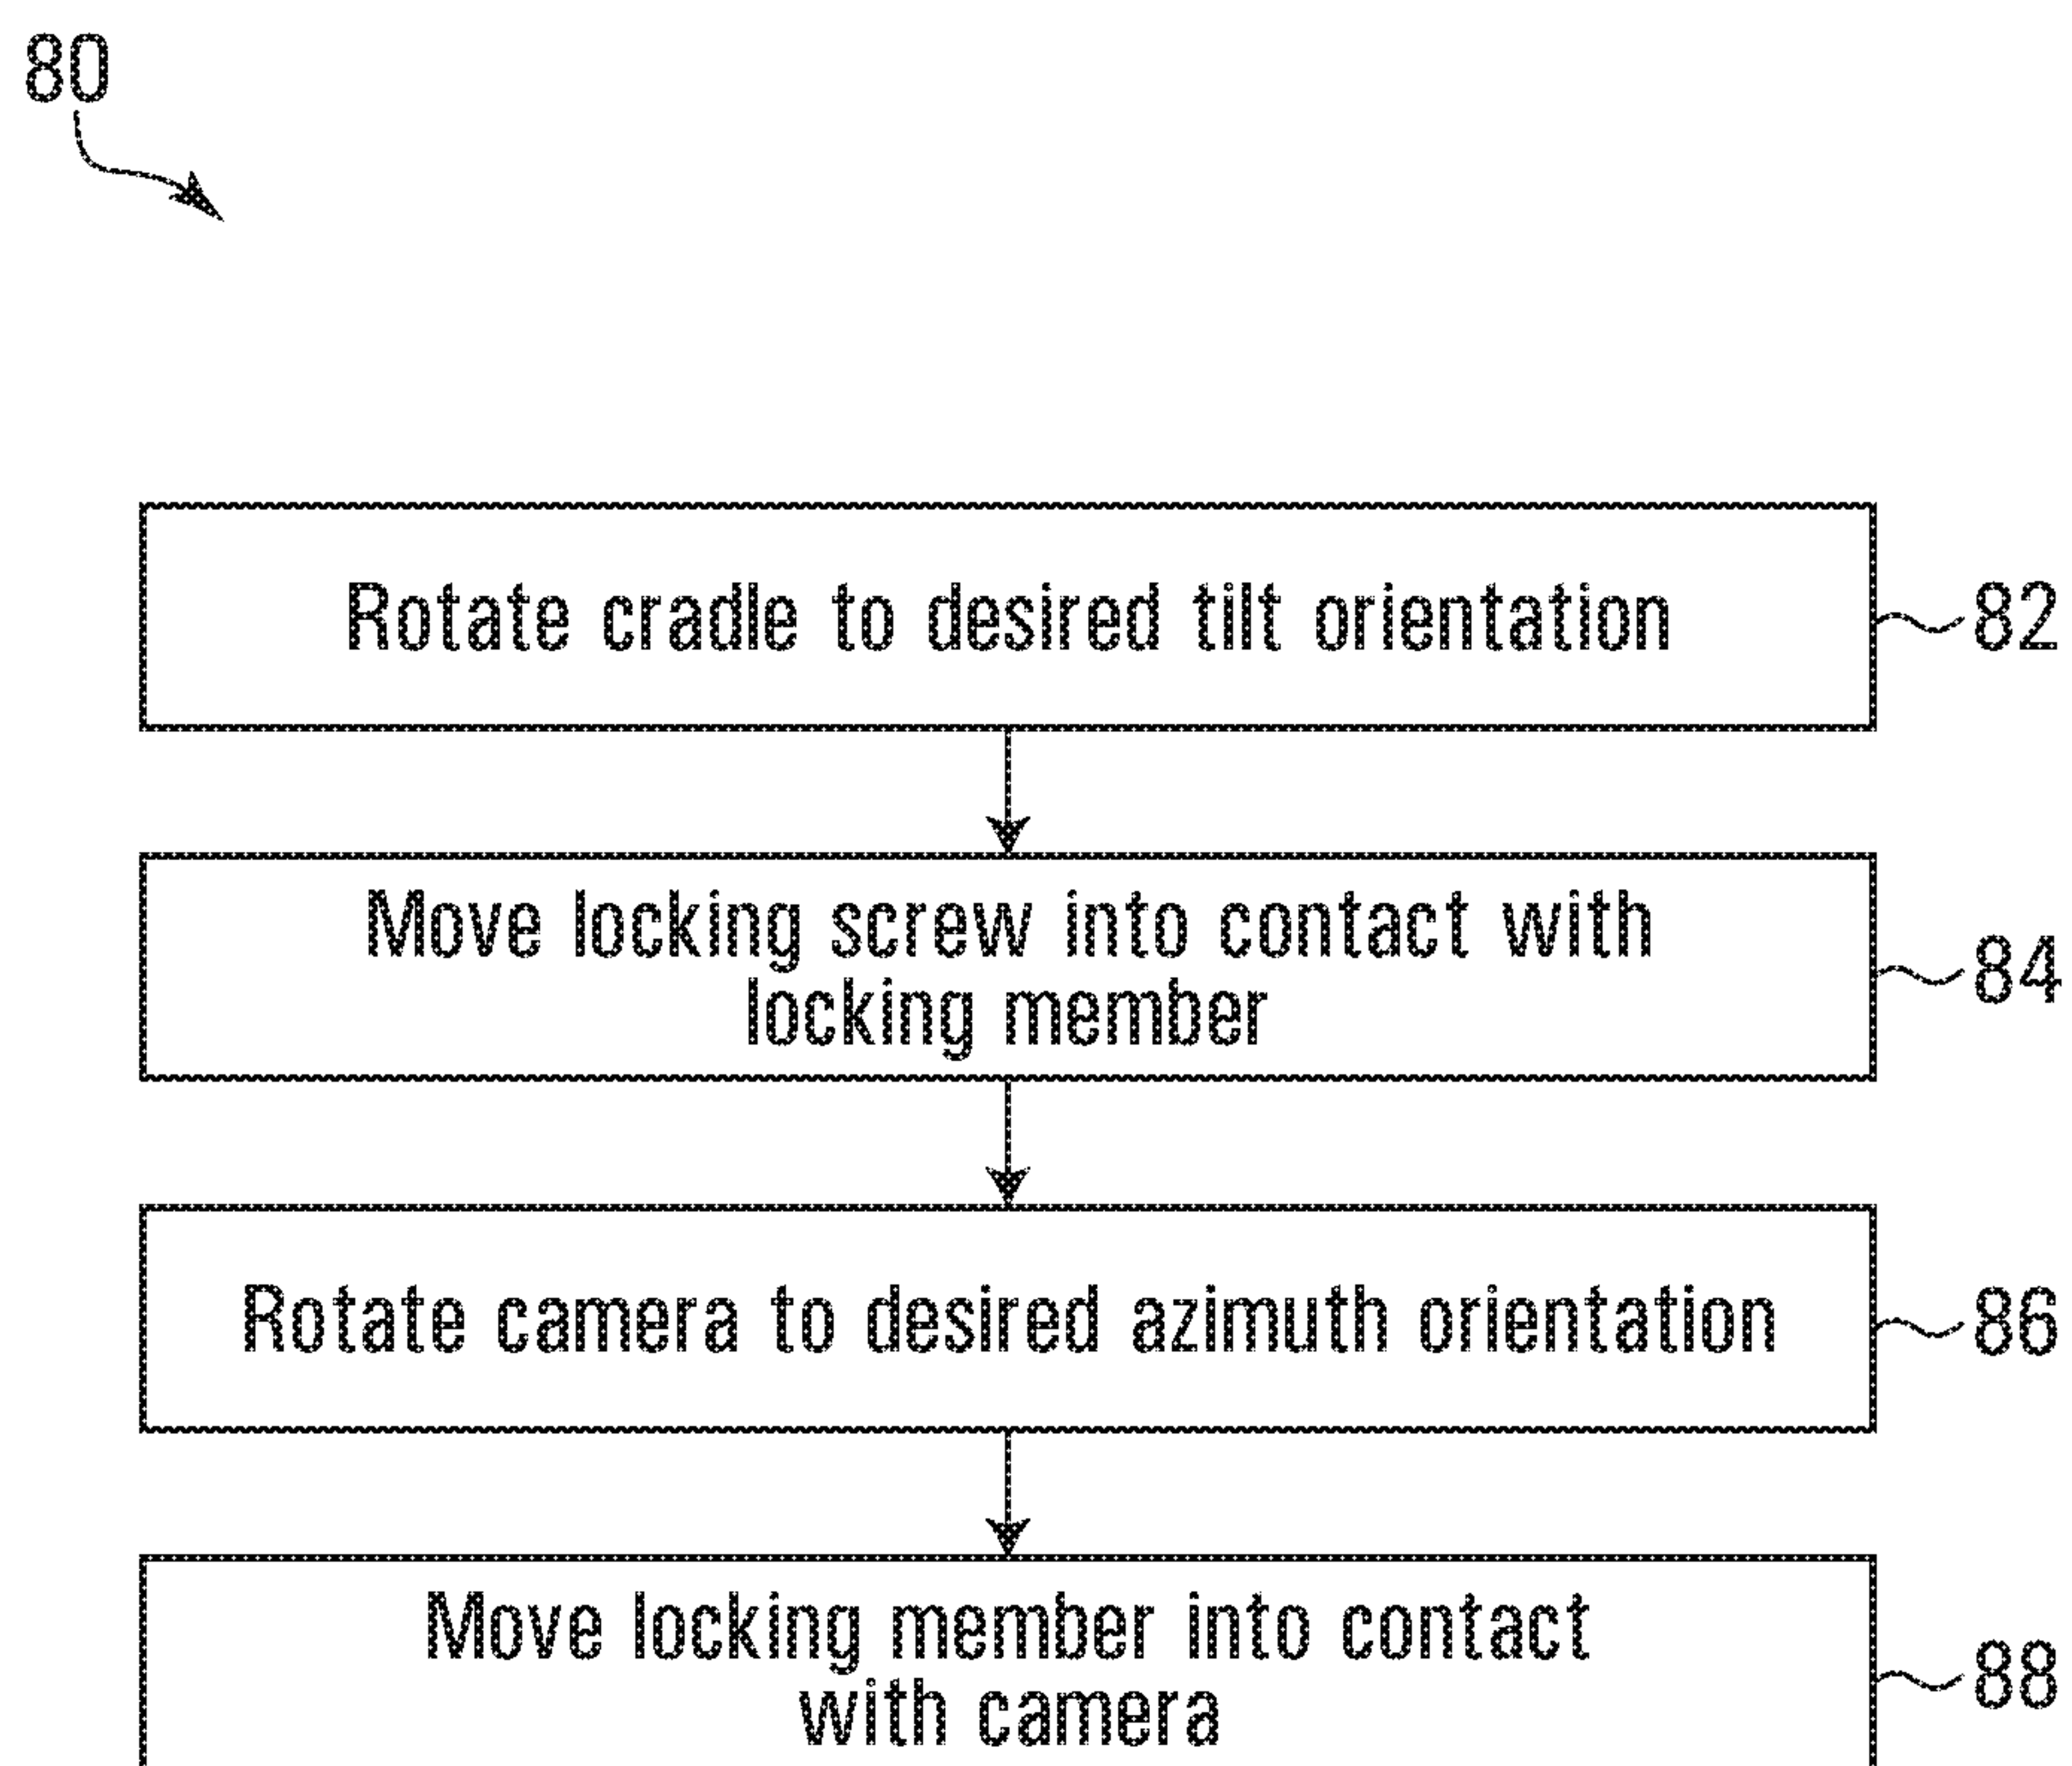 80
Rotate cradle to desired tilt orientation
82
Move locking screw into contact with
locking member
84
Rotate camera to desired azimuth orientation
86
Move locking member into contact
with camera
88